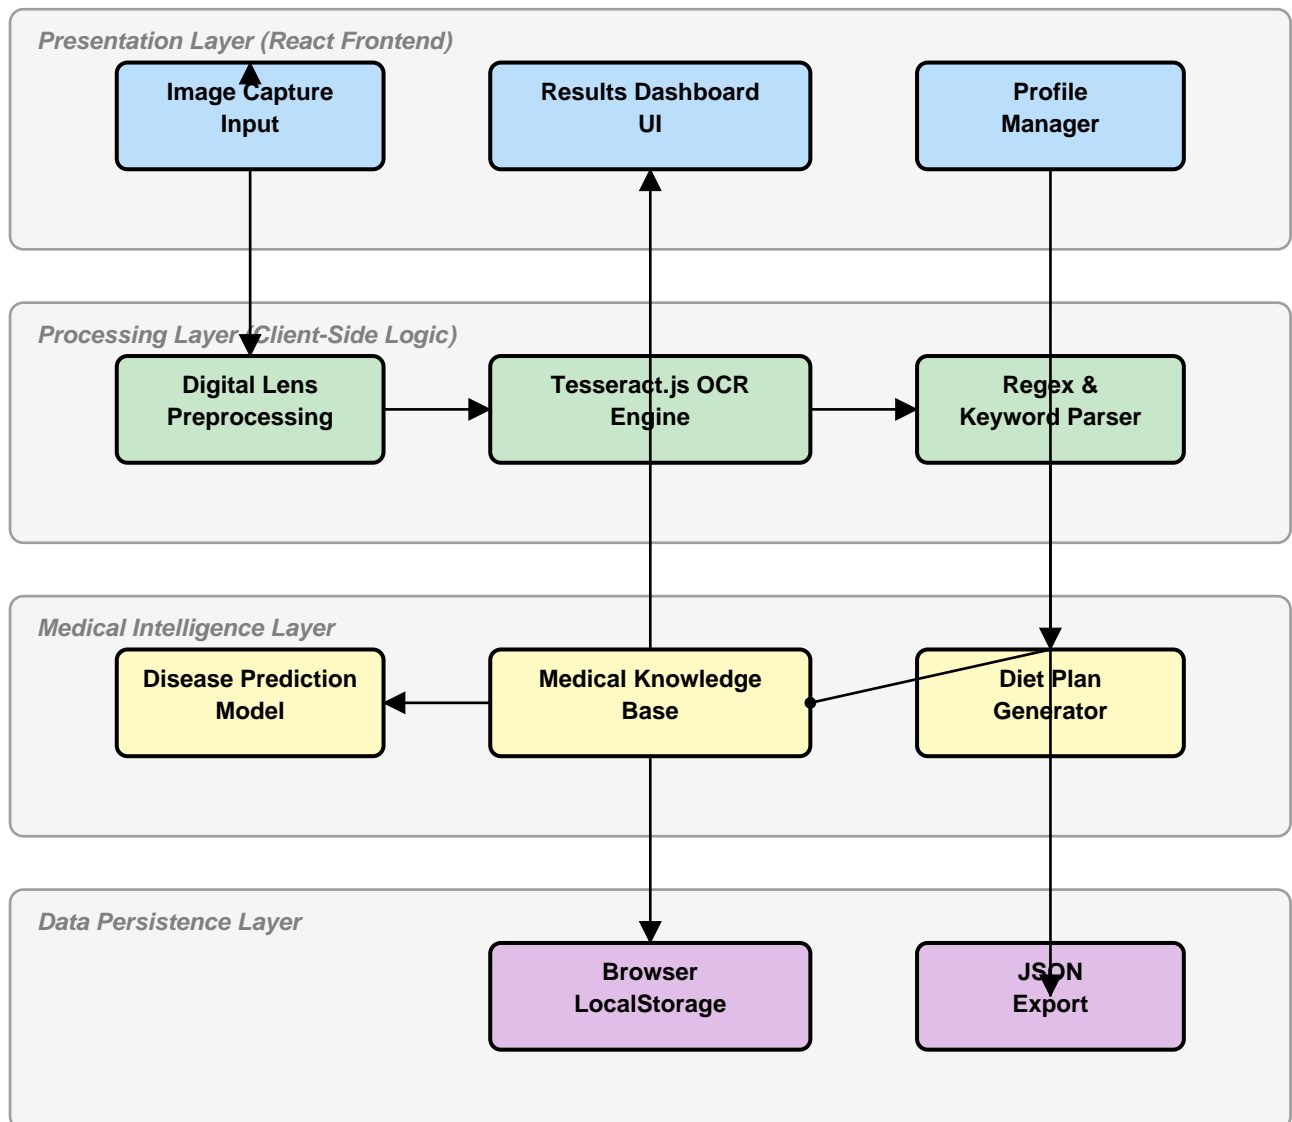 Presentation Layer (React Frontend)
Image Capture
Input
Results Dashboard
UI
Profile
Manager
Processing Layer (Client-Side Logic)
Digital Lens
Preprocessing
Tesseract.js OCR
Engine
Regex &
Keyword Parser
Medical Intelligence Layer
Disease Prediction
Model
Medical Knowledge
Base
Diet Plan
Generator
Data Persistence Layer
Browser
LocalStorage
JSON
Export